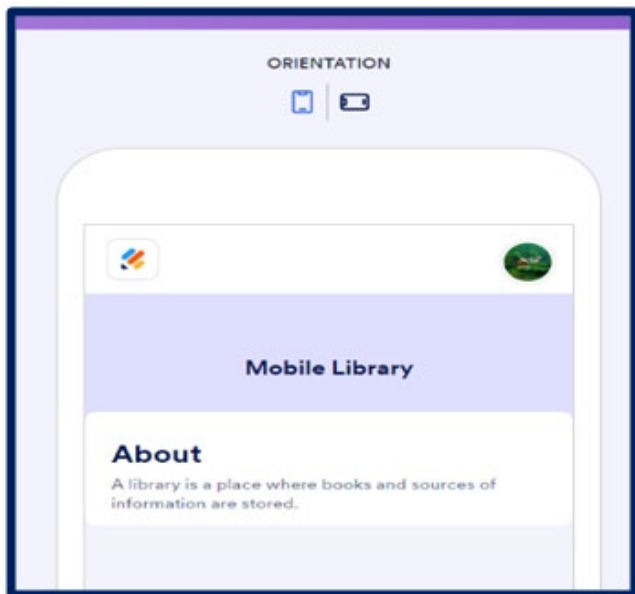 ORIENTATION
Mobile Library
About
A library is a place where books and sources of
information are stored.